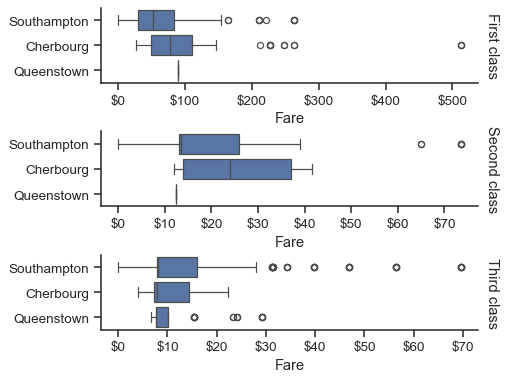 Southampton
Cherbourg
Queenstown
$0 $100 $200 $300 $400 $500
Fare
First class
Southampton
Cherbourg
Queenstown
$0 $10 $20 $30 $40 $50 $60 $70
Fare
Second class
Southampton
Cherbourg
Queenstown
$0 $10 $20 $30 $40 $50 $60 $70
Fare
Third class